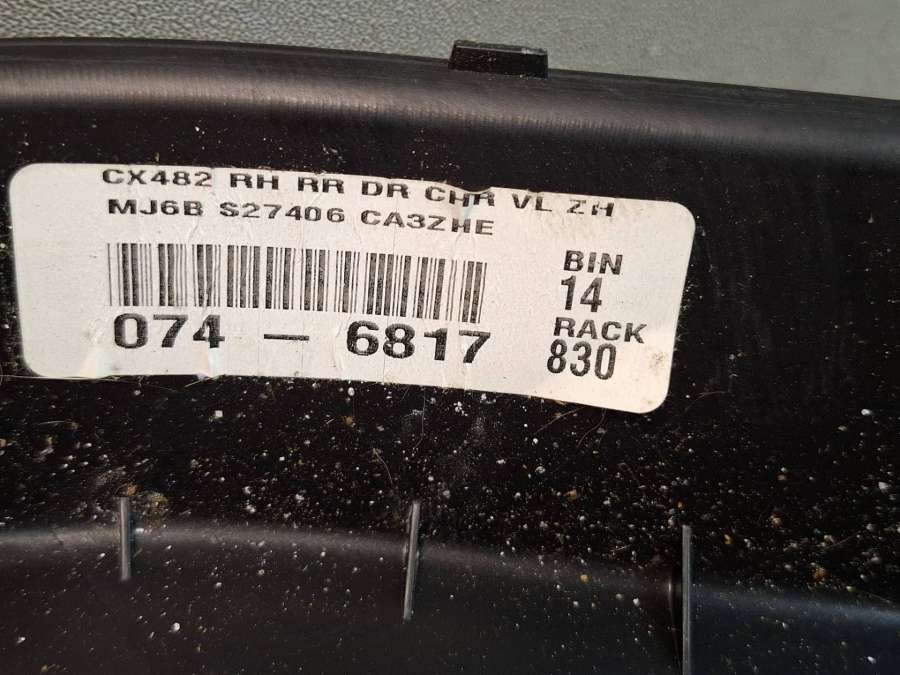 CX482 RH RR DR CHR VL ZH
MJ6B S27406 CA3ZHE
BIN
14
074 - 6817
RACK
830